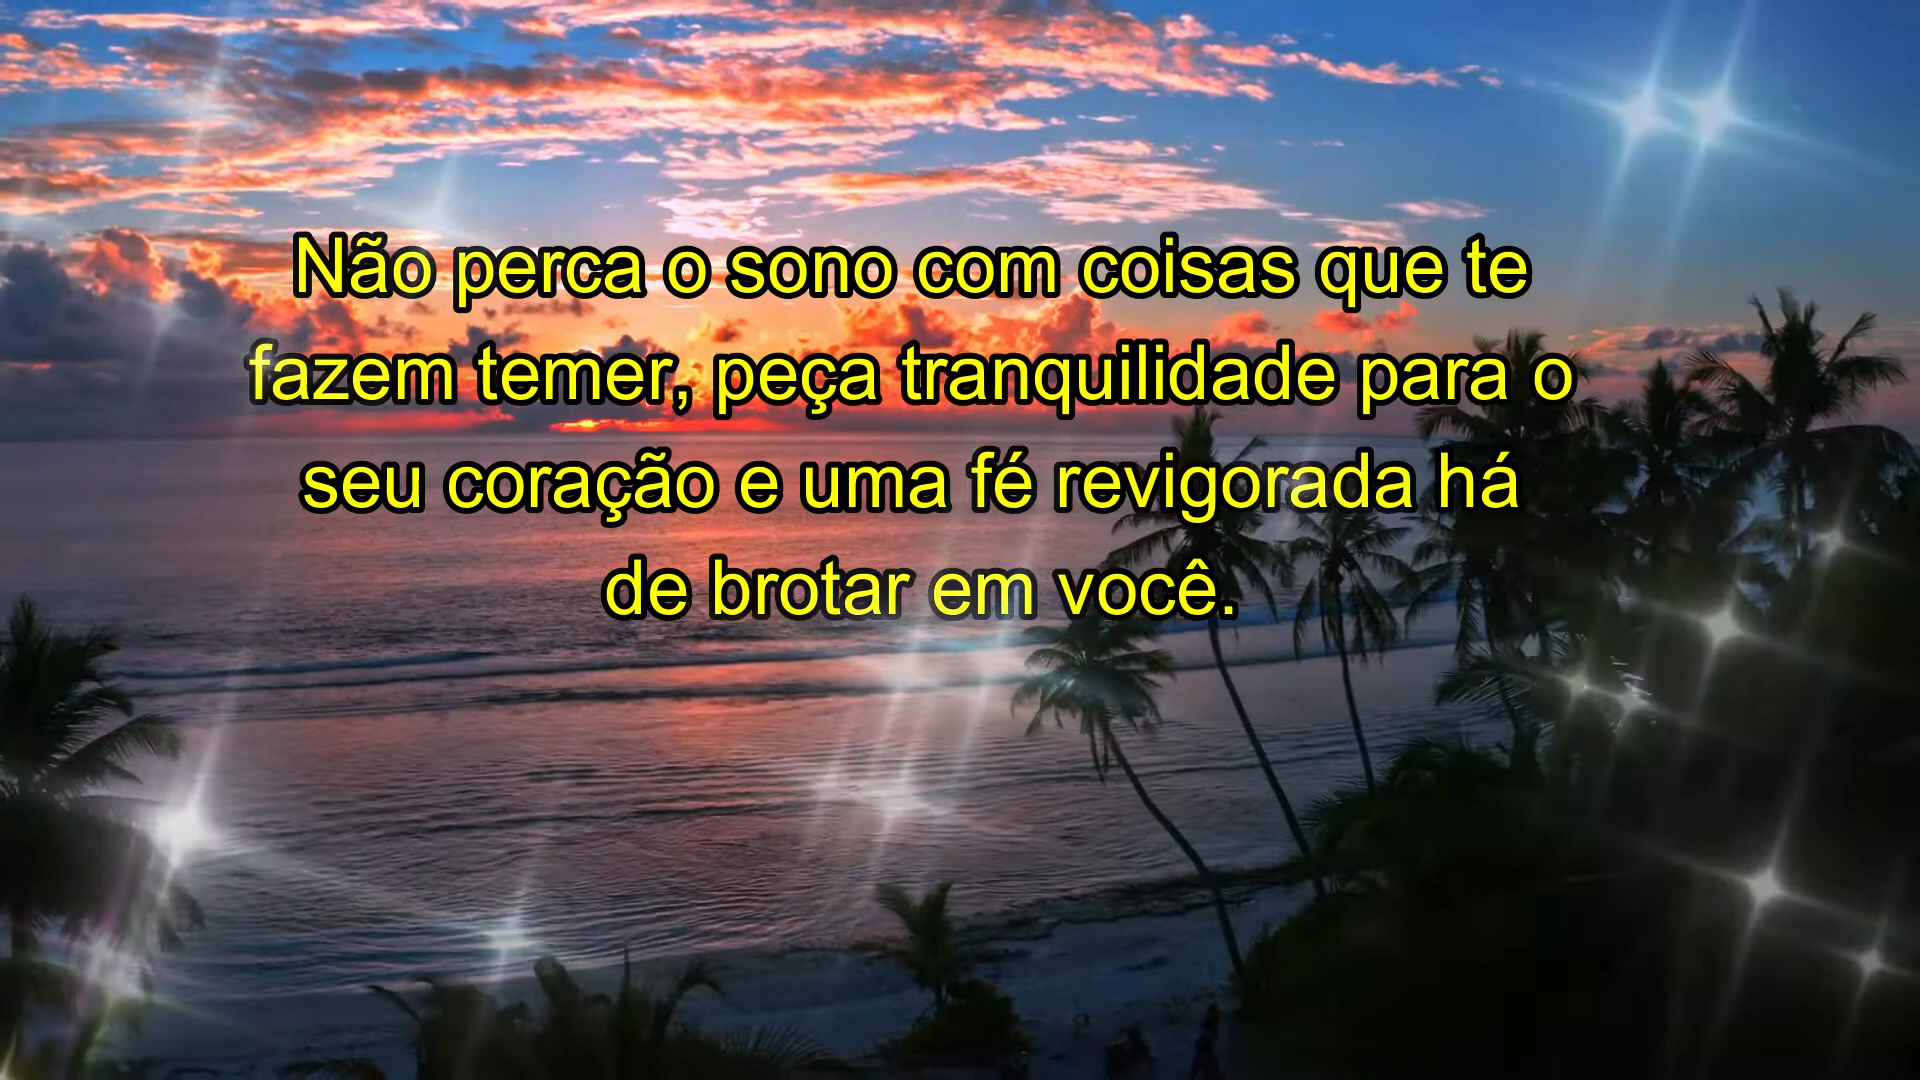 Não perca o sono com coisas que te
fazem temer, peça tranquilidade para o
seu coração e uma fé revigorada há
de brotar em você.